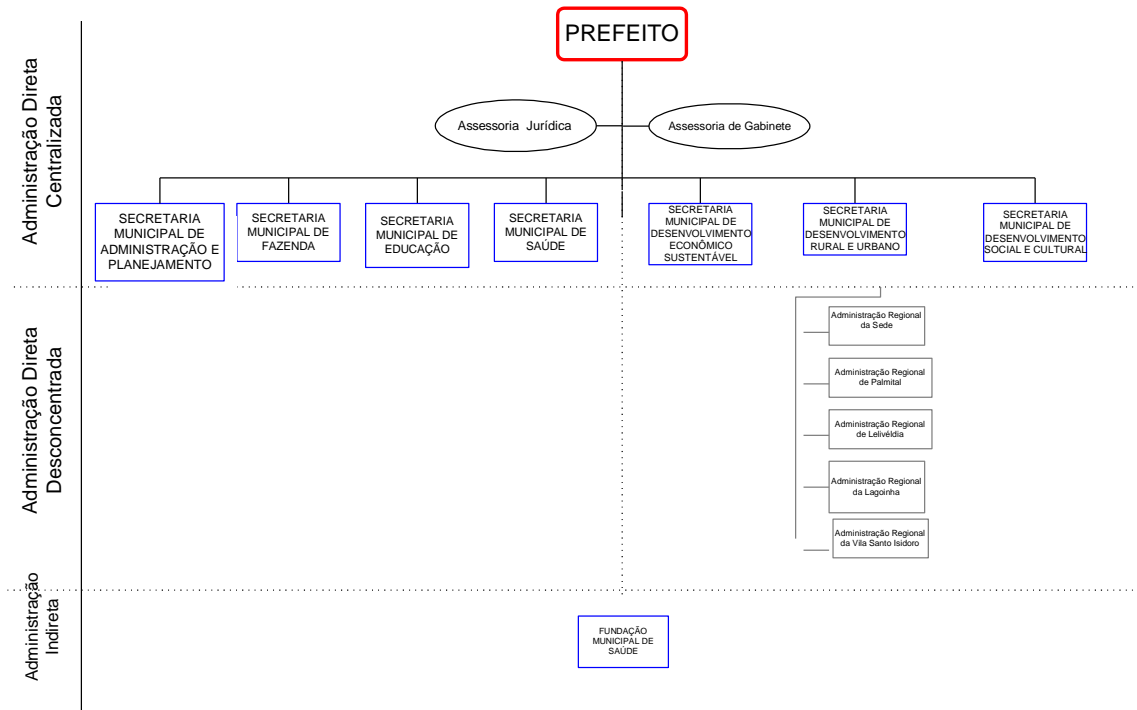 PREFEITO
Assessoria Jurídica
Assessoria de Gabinete
Administração Direta
Centralizada
SECRETARIA
MUNICIPAL DE
ADMINISTRAÇÃO E
PLANEJAMENTO
SECRETARIA
MUNICIPAL DE
FAZENDA
SECRETARIA
MUNICIPAL DE
EDUCAÇÃO
SECRETARIA
MUNICIPAL DE
SAÚDE
SECRETARIA
MUNICIPAL DE
DESENVOLVIMENTO
ECONÔMICO
SUSTENTÁVEL
SECRETARIA
MUNICIPAL DE
DESENVOLVIMENTO
RURAL E URBANO
SECRETARIA
MUNICIPAL DE
DESENVOLVIMENTO
SOCIAL E CULTURAL
Administração Direta
Desconcentrada
Administração Regional
da Sede
Administração Regional
de Palmital
Administração Regional
de Lelivéldia
Administração Regional
da Lagoinha
Administração Regional
da Vila Santo Isidoro
Administração
Indireta
FUNDAÇÃO
MUNICIPAL DE
SAÚDE